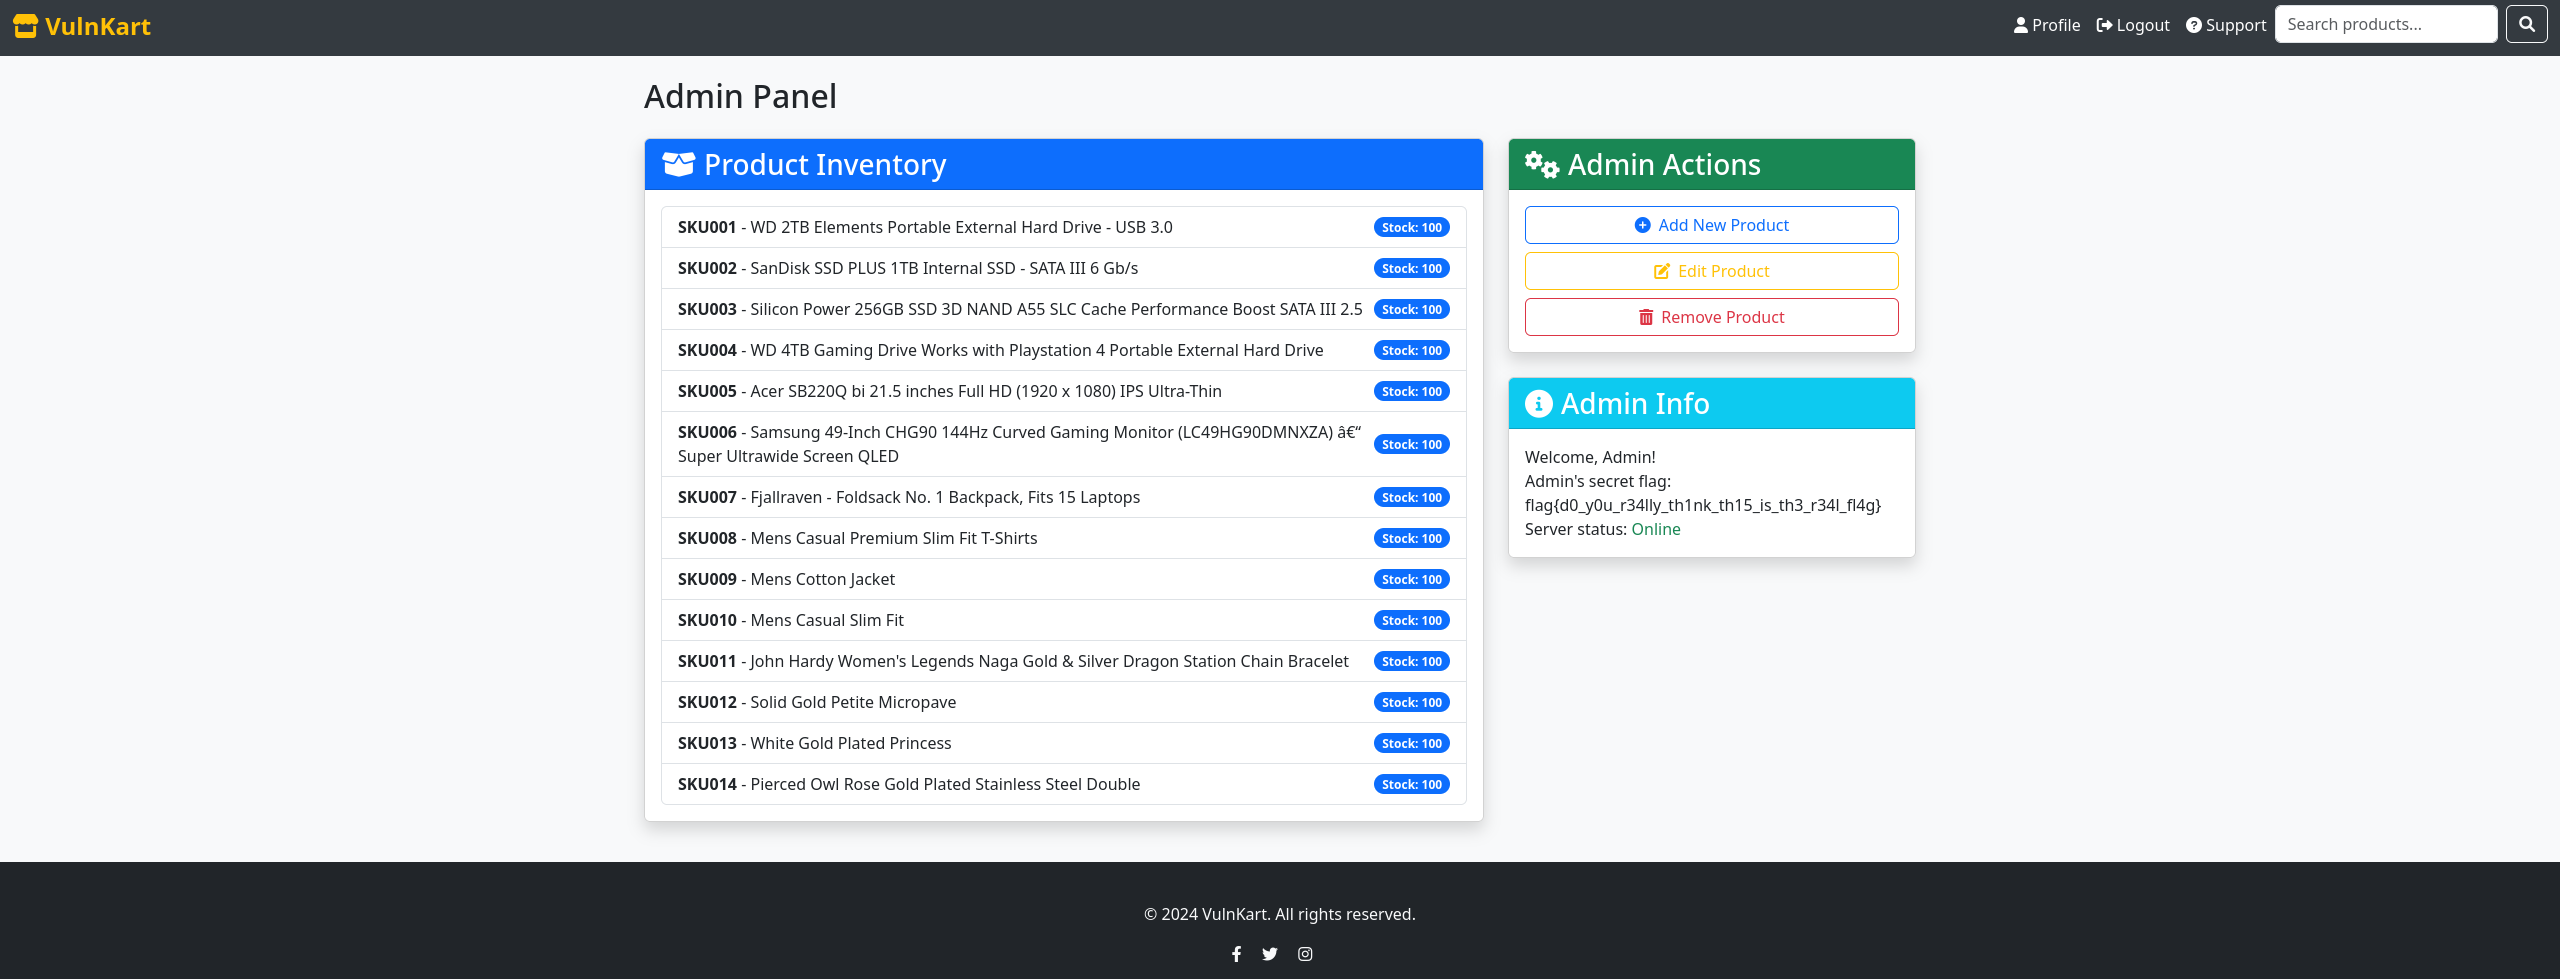 VulnKart
Profile Logout Support Search products...
Admin Panel
Product Inventory
SKU001 - WD 2TB Elements Portable External Hard Drive - USB 3.0 Stock: 100
SKU002 - SanDisk SSD PLUS 1TB Internal SSD - SATA III 6 Gb/s Stock: 100
SKU003 - Silicon Power 256GB SSD 3D NAND A55 SLC Cache Performance Boost SATA III 2.5 Stock: 100
SKU004 - WD 4TB Gaming Drive Works with Playstation 4 Portable External Hard Drive Stock: 100
SKU005 - Acer SB220Q bi 21.5 inches Full HD (1920 x 1080) IPS Ultra-Thin Stock: 100
SKU006 - Samsung 49-Inch CHG90 144Hz Curved Gaming Monitor (LC49HG90DMNXZA) â€“
Super Ultrawide Screen QLED Stock: 100
SKU007 - Fjallraven - Foldsack No. 1 Backpack, Fits 15 Laptops Stock: 100
SKU008 - Mens Casual Premium Slim Fit T-Shirts Stock: 100
SKU009 - Mens Cotton Jacket Stock: 100
SKU010 - Mens Casual Slim Fit Stock: 100
SKU011 - John Hardy Women's Legends Naga Gold & Silver Dragon Station Chain Bracelet Stock: 100
SKU012 - Solid Gold Petite Micropave Stock: 100
SKU013 - White Gold Plated Princess Stock: 100
SKU014 - Pierced Owl Rose Gold Plated Stainless Steel Double Stock: 100
Admin Actions
Add New Product
Edit Product
Remove Product
Admin Info
Welcome, Admin!
Admin's secret flag:
flag{d0_y0u_r34lly_th1nk_th15_is_th3_r34l_fl4g}
Server status: Online
© 2024 VulnKart. All rights reserved.